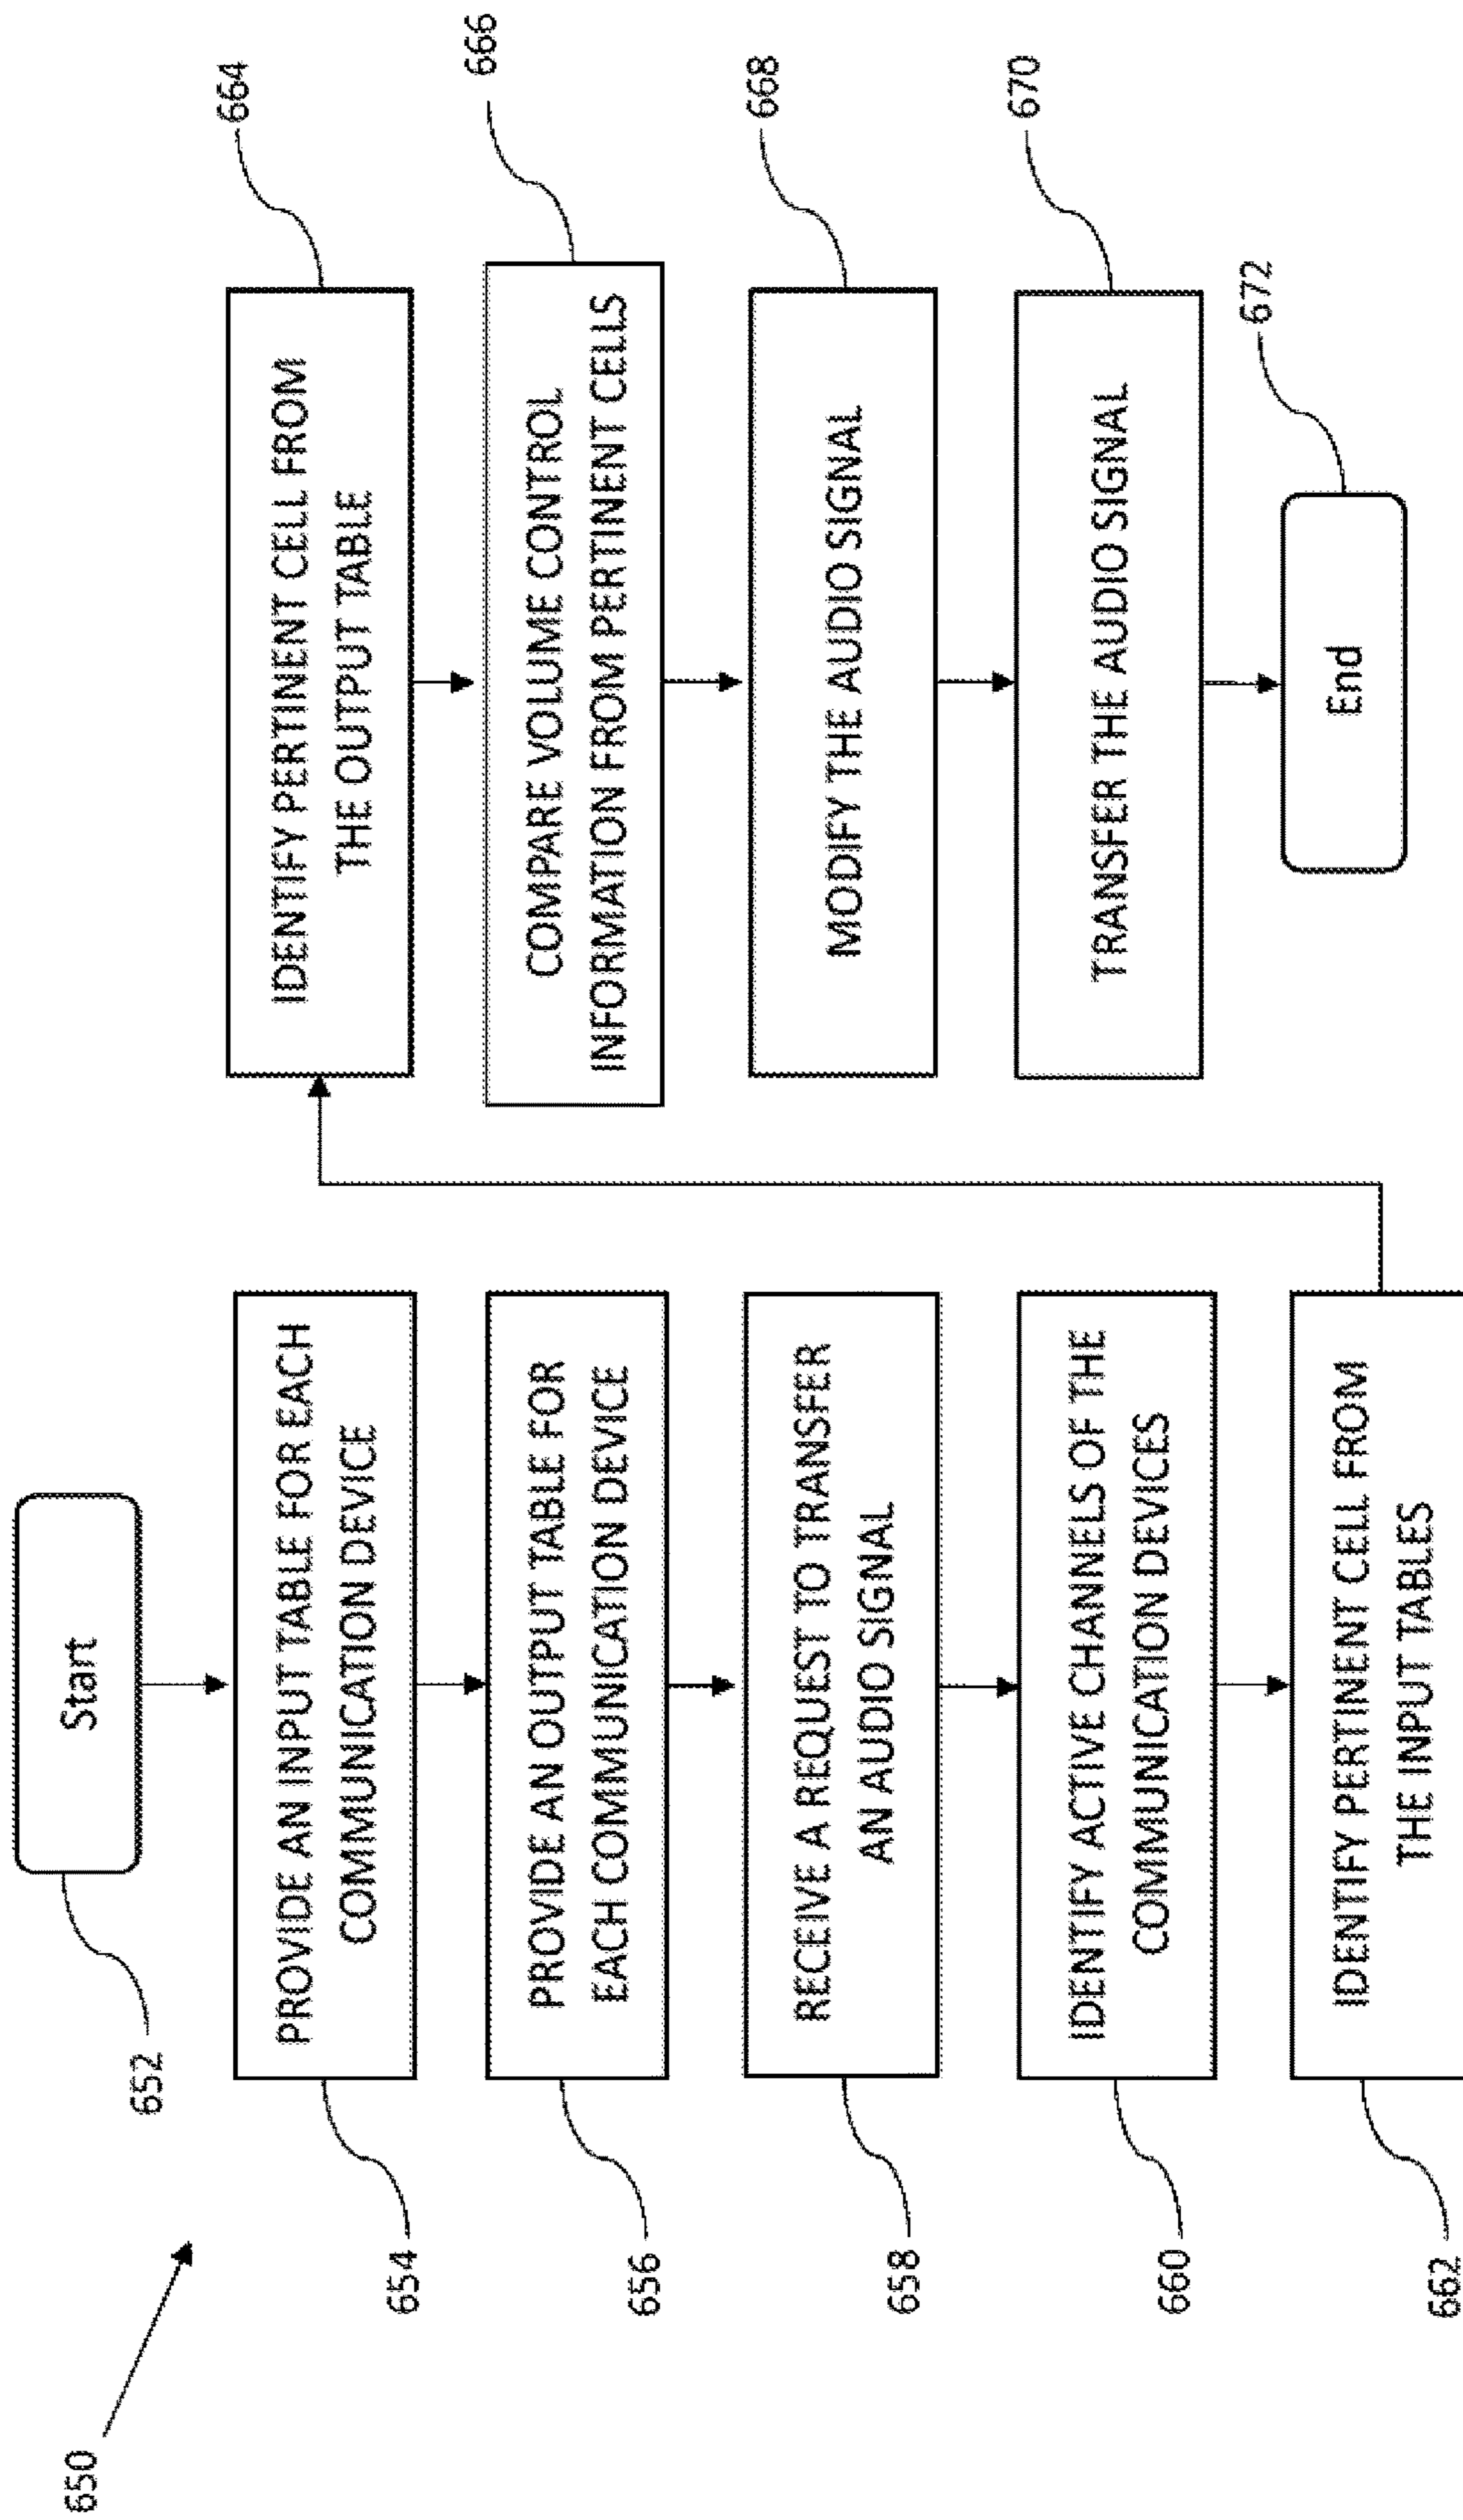 650
Start
652
PROVIDE AN INPUT TABLE FOR EACH
COMMUNICATION DEVICE
654
PROVIDE AN OUTPUT TABLE FOR
EACH COMMUNICATION DEVICE
656
RECEIVE A REQUEST TO TRANSFER
AN AUDIO SIGNAL
658
IDENTIFY ACTIVE CHANNELS OF THE
COMMUNICATION DEVICES
660
IDENTIFY PERTINENT CELL FROM
THE INPUT TABLES
662
IDENTIFY PERTINENT CELL FROM
THE OUTPUT TABLE
664
COMPARE VOLUME CONTROL
INFORMATION FROM PERTINENT CELLS
666
MODIFY THE AUDIO SIGNAL
668
TRANSFER THE AUDIO SIGNAL
670
End
672